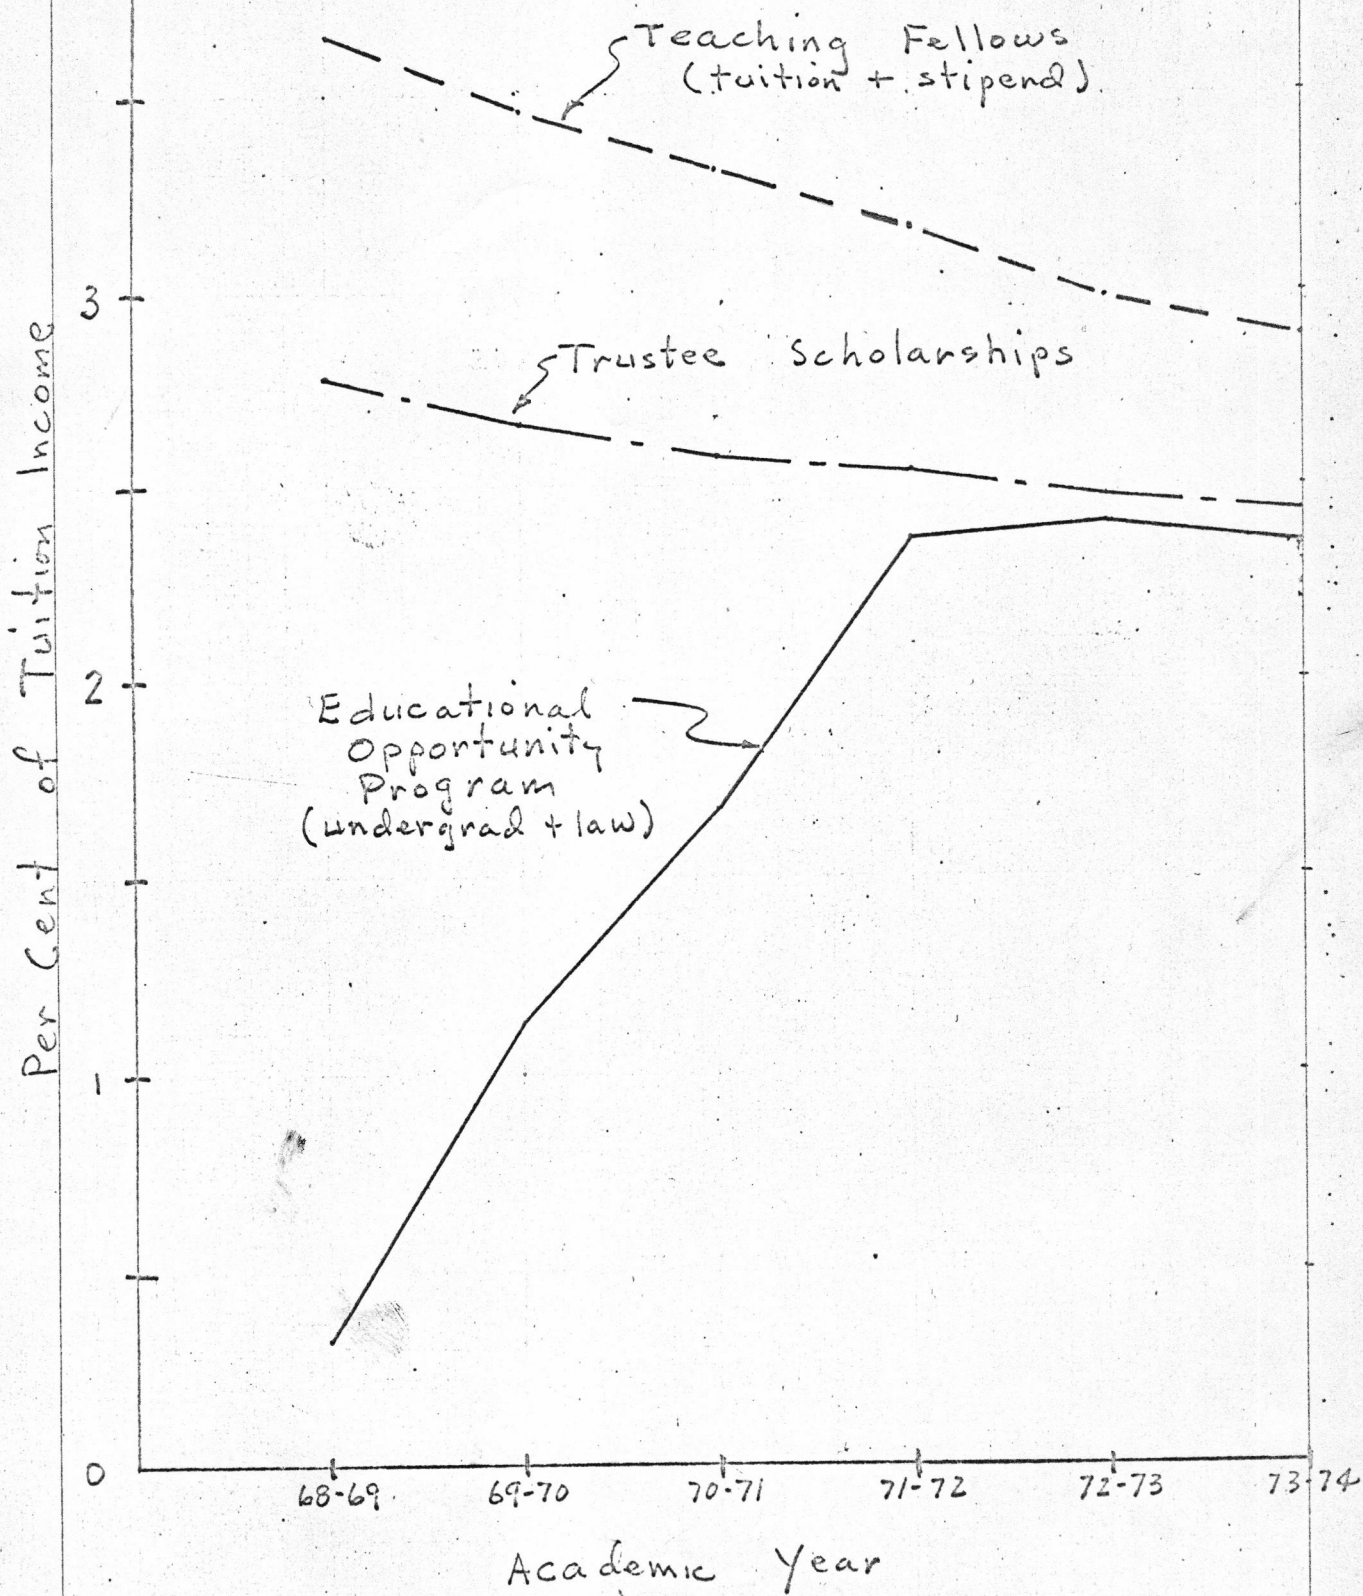 Teaching Fellows
(tuition + stipend)
3
Trustee Scholarships
Per Cent of Tuition Income
2
Educational
Opportunity
Program
(undergrad + law)
1
0
68-69
69-70
70-71
71-72
72-73
73-74
Academic Year